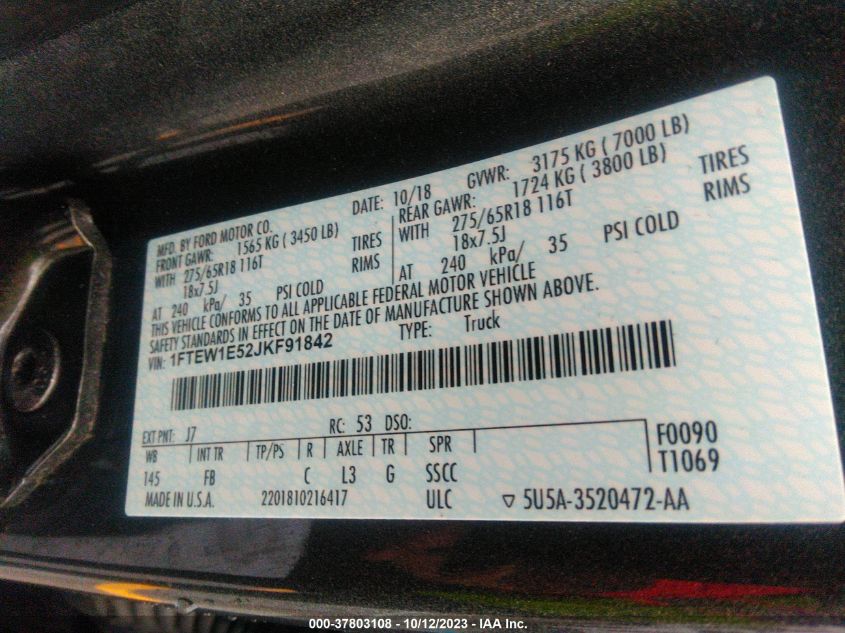 MFD. BY FORD MOTOR CO.
DATE: 10/18 GVWR: 3175 KG ( 7000 LB)
FRONT GAWR: 1565 KG ( 3450 LB)
REAR GAWR: 1724 KG ( 3800 LB)
WITH 275/65R18 116T TIRES
WITH 275/65R18 116T TIRES
18x7.5J RIMS
18x7.5J RIMS
AT 240 kPa/ 35 PSI COLD
AT 240 kPa/ 35 PSI COLD
THIS VEHICLE CONFORMS TO ALL APPLICABLE FEDERAL MOTOR VEHICLE
SAFETY STANDARDS IN EFFECT ON THE DATE OF MANUFACTURE SHOWN ABOVE.
VIN: 1FTEW1E52JKF91842 TYPE: Truck
EXT PNT: J7 RC: 53 DSO:
WB INT TR TP/PS R AXLE TR SPR F0090
145 FB C L3 G SSCC T1069
MADE IN U.S.A. 2201810216417 ULC ▽ 5U5A-3520472-AA
000-37803108 - 10/12/2023 - IAA Inc.